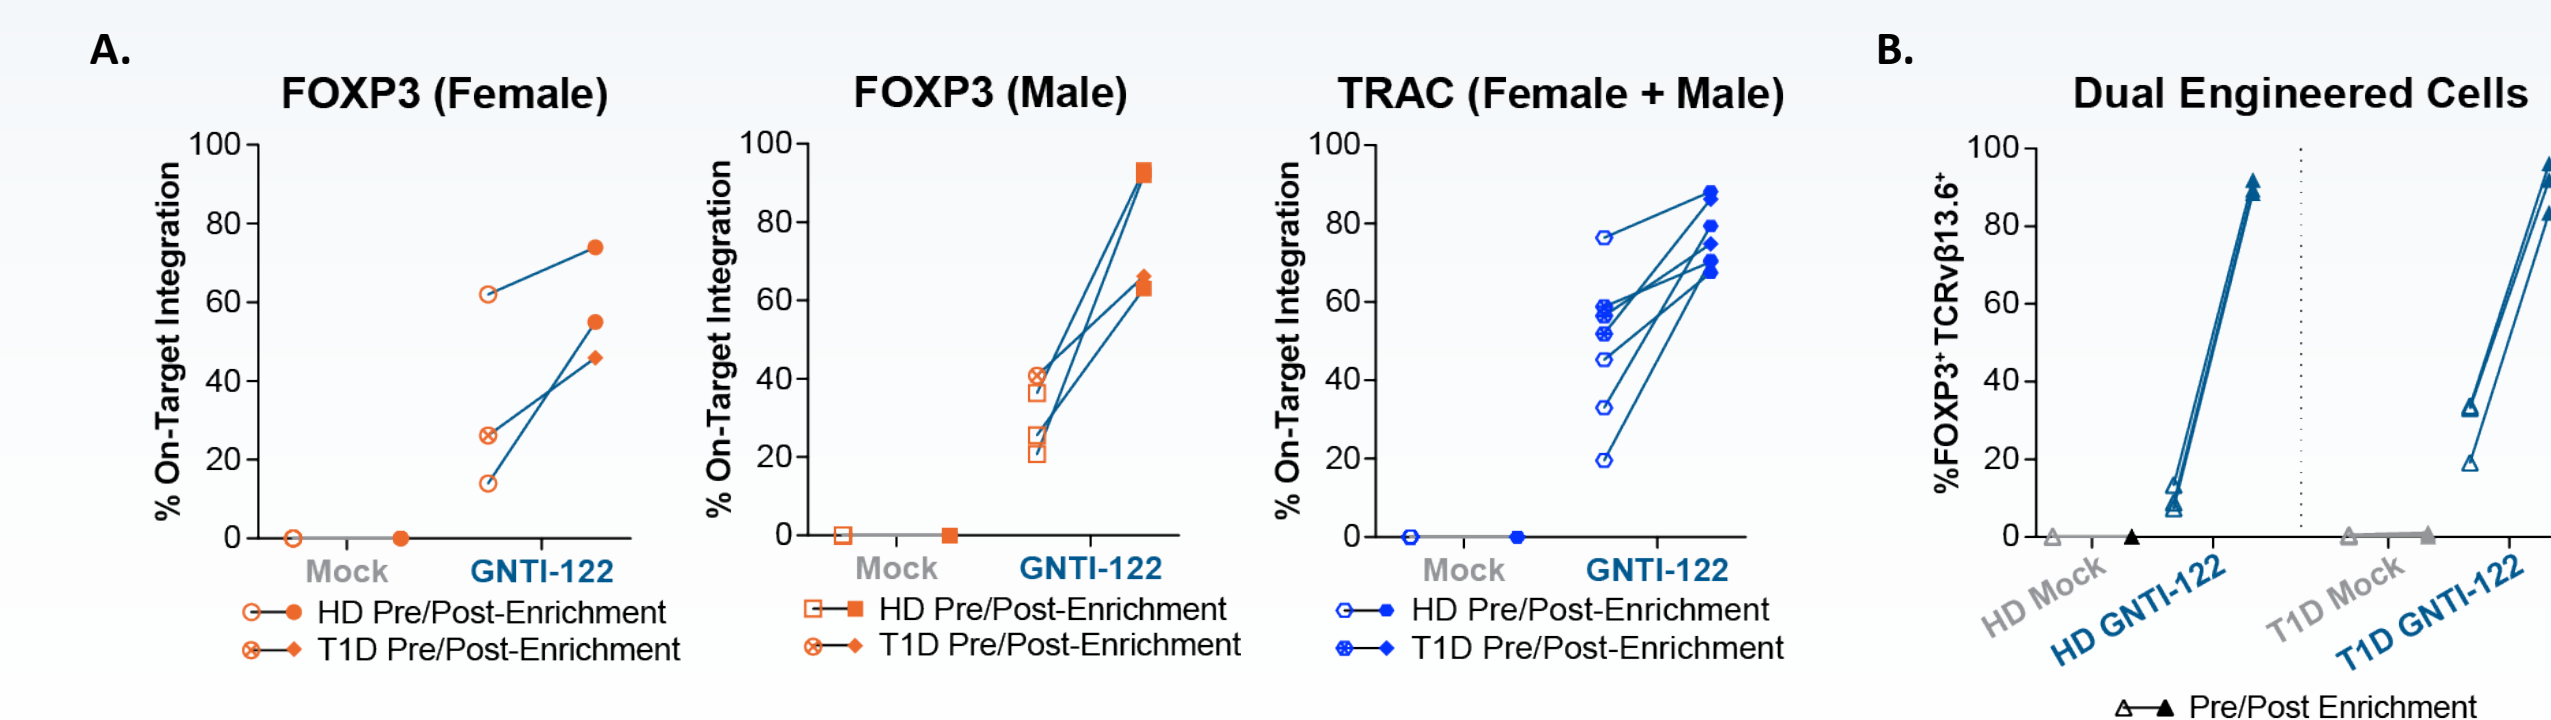 A.
FOXP3 (Female)
% On-Target Integration
100
80
60
40
20
0
Mock
GNTI-122
HD Pre/Post-Enrichment
T1D Pre/Post-Enrichment
FOXP3 (Male)
% On-Target Integration
100
80
60
40
20
0
Mock
GNTI-122
HD Pre/Post-Enrichment
T1D Pre/Post-Enrichment
TRAC (Female + Male)
% On-Target Integration
100
80
60
40
20
0
Mock
GNTI-122
HD Pre/Post-Enrichment
T1D Pre/Post-Enrichment
B.
Dual Engineered Cells
%FOXP3⁺TCRvβ13.6⁺
100
80
60
40
20
0
HD Mock
HD GNTI-122
T1D Mock
T1D GNTI-122
Pre/Post Enrichment